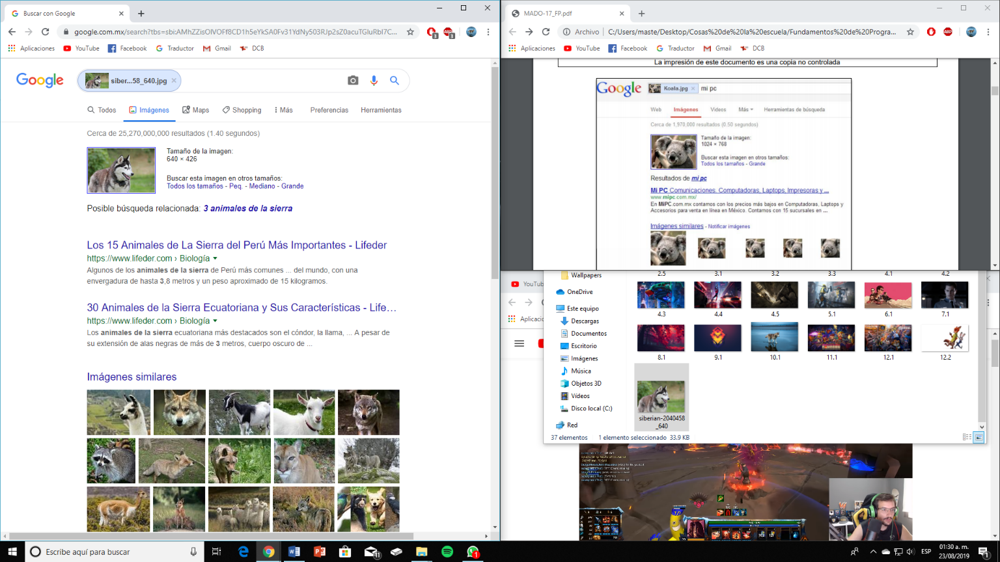 Buscar con Google
google.com.mx/search?tbs=sbi:AMhZZisOlVOFf8CD1h5eYkSA0Fv31YdNy503RJp2sZ0acuTGluRbl7C...
3
3
Aplicaciones
YouTube
Facebook
Traductor
Gmail
DCB
Google
siber...58_640.jpg
Todos
Imágenes
Maps
Shopping
Más
Preferencias
Herramientas
Cerca de 25,270,000,000 resultados (1.40 segundos)
Tamaño de la imagen:
640 × 426
Buscar esta imagen en otros tamaños:
Todos los tamaños - Peq. - Mediano - Grande
Posible búsqueda relacionada: 3 animales de la sierra
Los 15 Animales de La Sierra del Perú Más Importantes - Lifeder
https://www.lifeder.com › Biología
Algunos de los animales de la sierra de Perú más comunes ... del mundo, con una
envergadura de hasta 3,8 metros y un peso aproximado de 15 kilogramos.
30 Animales de la Sierra Ecuatoriana y Sus Características - Life…
https://www.lifeder.com › Biología
Los animales de la sierra ecuatoriana más destacados son el cóndor, la llama, ... A pesar de
su extensión de alas negras de más de 3 metros, cuerpo oscuro de ...
Imágenes similares
MADO-17_FP.pdf
Archivo
C:/Users/maste/Desktop/Cosas%20de%20la%20escuela/Fundamentos%20de%20Progra...
Aplicaciones
YouTube
Facebook
Traductor
Gmail
DCB
La impresión de este documento es una copia no controlada
Google
Koala.jpg
mi pc
Web
Imágenes
Videos
Más
Herramientas de búsqueda
Cerca de 1,970,000 resultados (0.50 segundos)
Tamaño de la imagen:
1024 × 768
Buscar esta imagen en otros tamaños:
Todos los tamaños - Grande
Resultados de mi pc
Mi PC Comunicaciones. Computadoras, Laptops, Impresoras y ...
www.mipc.com.mx/
En MiPC.com.mx contamos con los precios más bajos en Computadoras, Laptops y
Accesorios para venta en línea en México. Contamos con 15 sucursales en ...
Imágenes similares - Notificar imágenes
YouTub
Aplicacio
Wallpapers
OneDrive
Este equipo
Descargas
Documentos
Escritorio
Imágenes
Música
Objetos 3D
Vídeos
Disco local (C:)
Red
2.5
3.1
3.2
3.3
4.1
4.2
4.3
4.4
4.5
5.1
6.1
7.1
8.1
9.1
10.1
11.1
12.1
12.2
siberian-2040458
_640
37 elementos
1 elemento seleccionado 33.9 KB
Escribe aquí para buscar
11
1
ESP
01:30 a. m.
23/08/2019
1